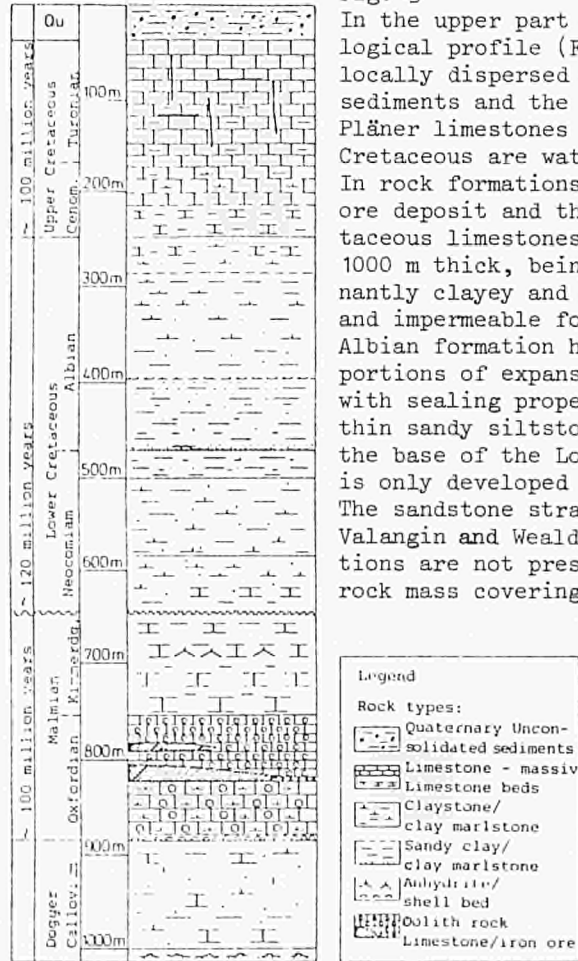 In the upper part
logical profile (F
locally dispersed
sediments and the
Pläner limestones
Cretaceous are wat
In rock formations
ore deposit and th
taceous limestones
1000 m thick, bein
nantly clayey and
and impermeable fo
Albian formation h
portions of expans
with sealing prope
thin sandy siltsto
the base of the Lo
is only developed
The sandstone stra
Valangin and Weald
tions are not pres
rock mass covering
Qu
~ 100 million years
Upper Cretaceous
Turonian
Cenom.
~ 120 million years
Lower Cretaceous
Albian
Neocomiam
~ 100 million years
Malmian
Kimmerdg.
Oxfordian
Dogger
100m
200m
300m
400m
500m
600m
700m
800m
900m
1000m
Legend
Rock types:
Quaternary Uncon-
solidated sediments
Limestone - massiv
Limestone beds
Claystone/
clay marlstone
Sandy clay/
clay marlstone
Anhydrite/
shell bed
Oolith rock
Limestone/iron ore